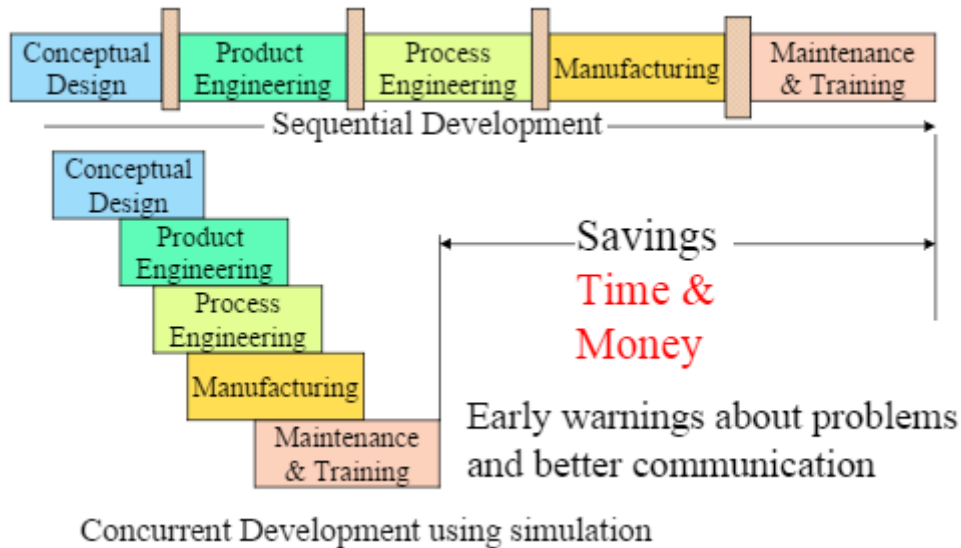 Conceptual
Design
Product
Engineering
Process
Engineering
Manufacturing
Maintenance
& Training
Sequential Development
Conceptual
Design
Product
Engineering
Process
Engineering
Manufacturing
Maintenance
& Training
Savings
Time &
Money
Early warnings about problems
and better communication
Concurrent Development using simulation